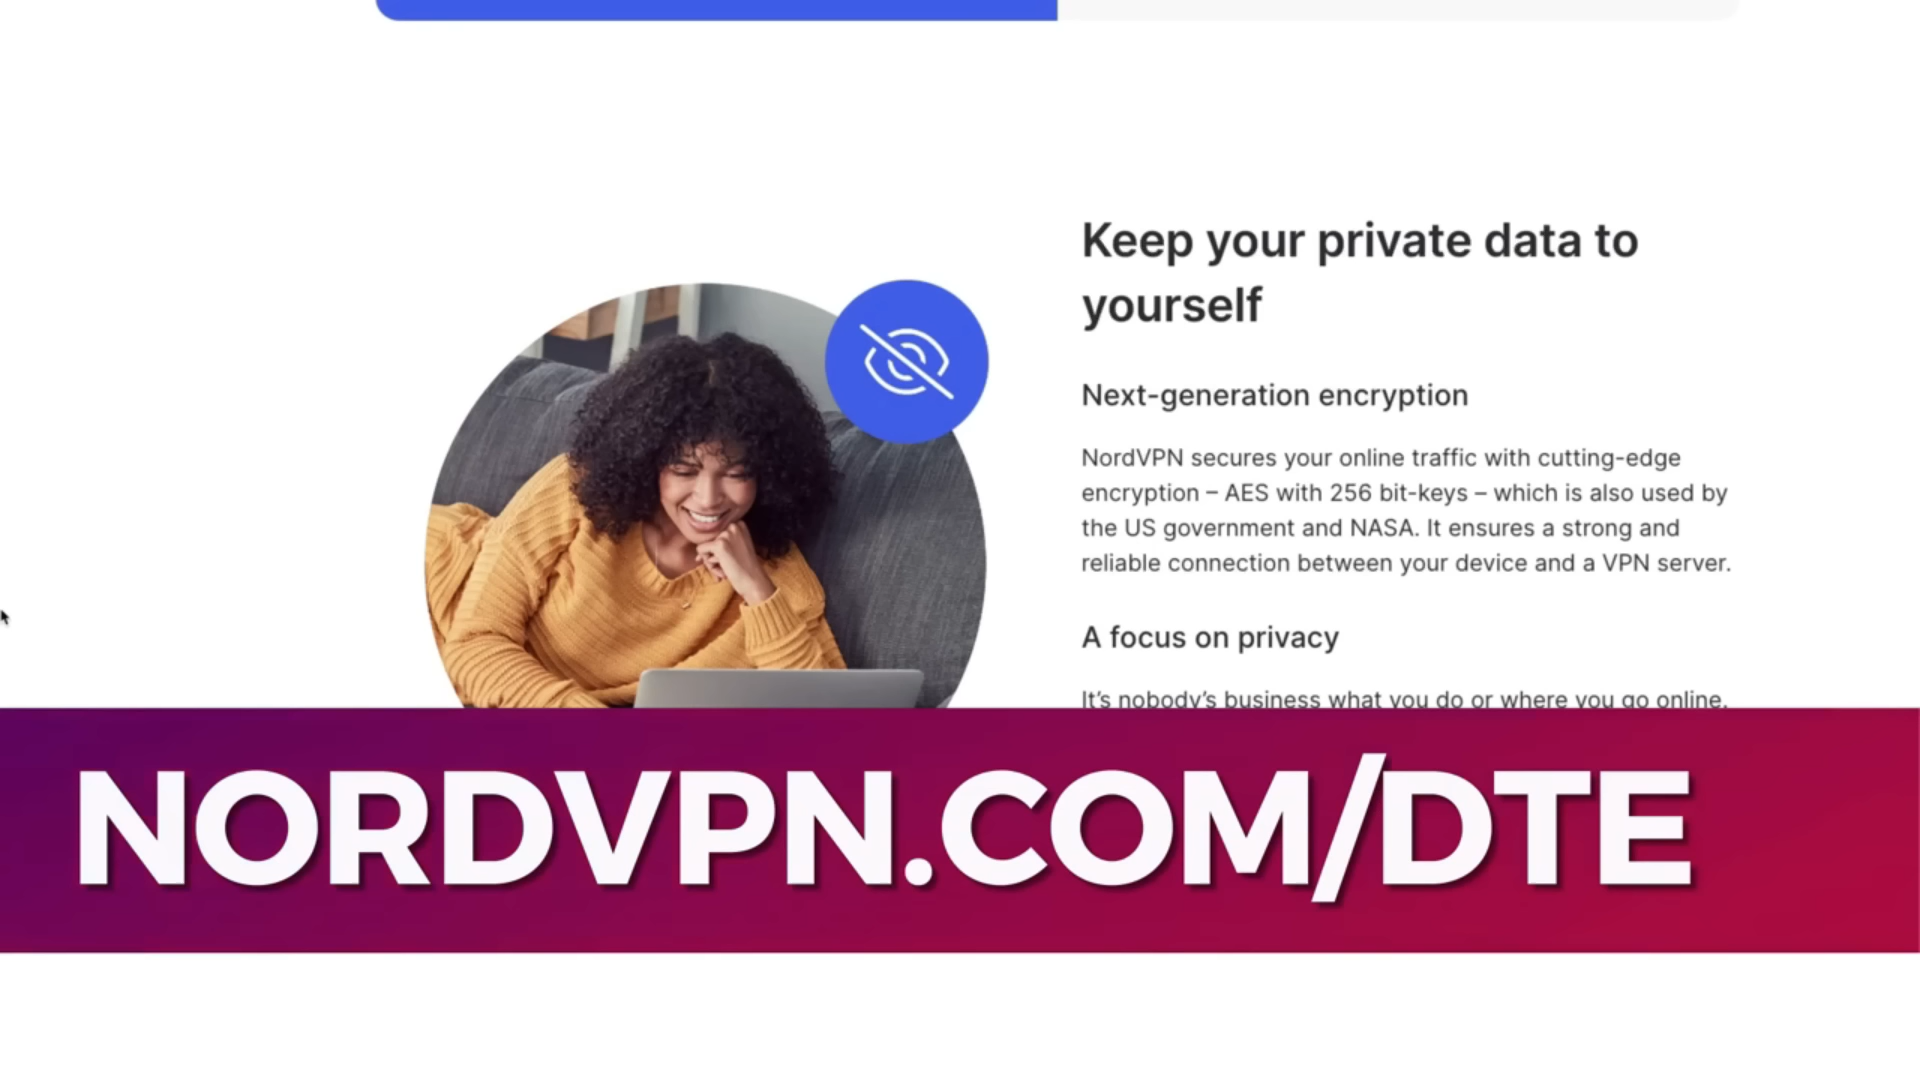 Keep your private data to
yourself
Next-generation encryption
NordVPN secures your online traffic with cutting-edge
encryption – AES with 256 bit-keys – which is also used by
the US government and NASA. It ensures a strong and
reliable connection between your device and a VPN server.
A focus on privacy
It's nobody's business what you do or where you go online.
NORDVPN.COM/DTE